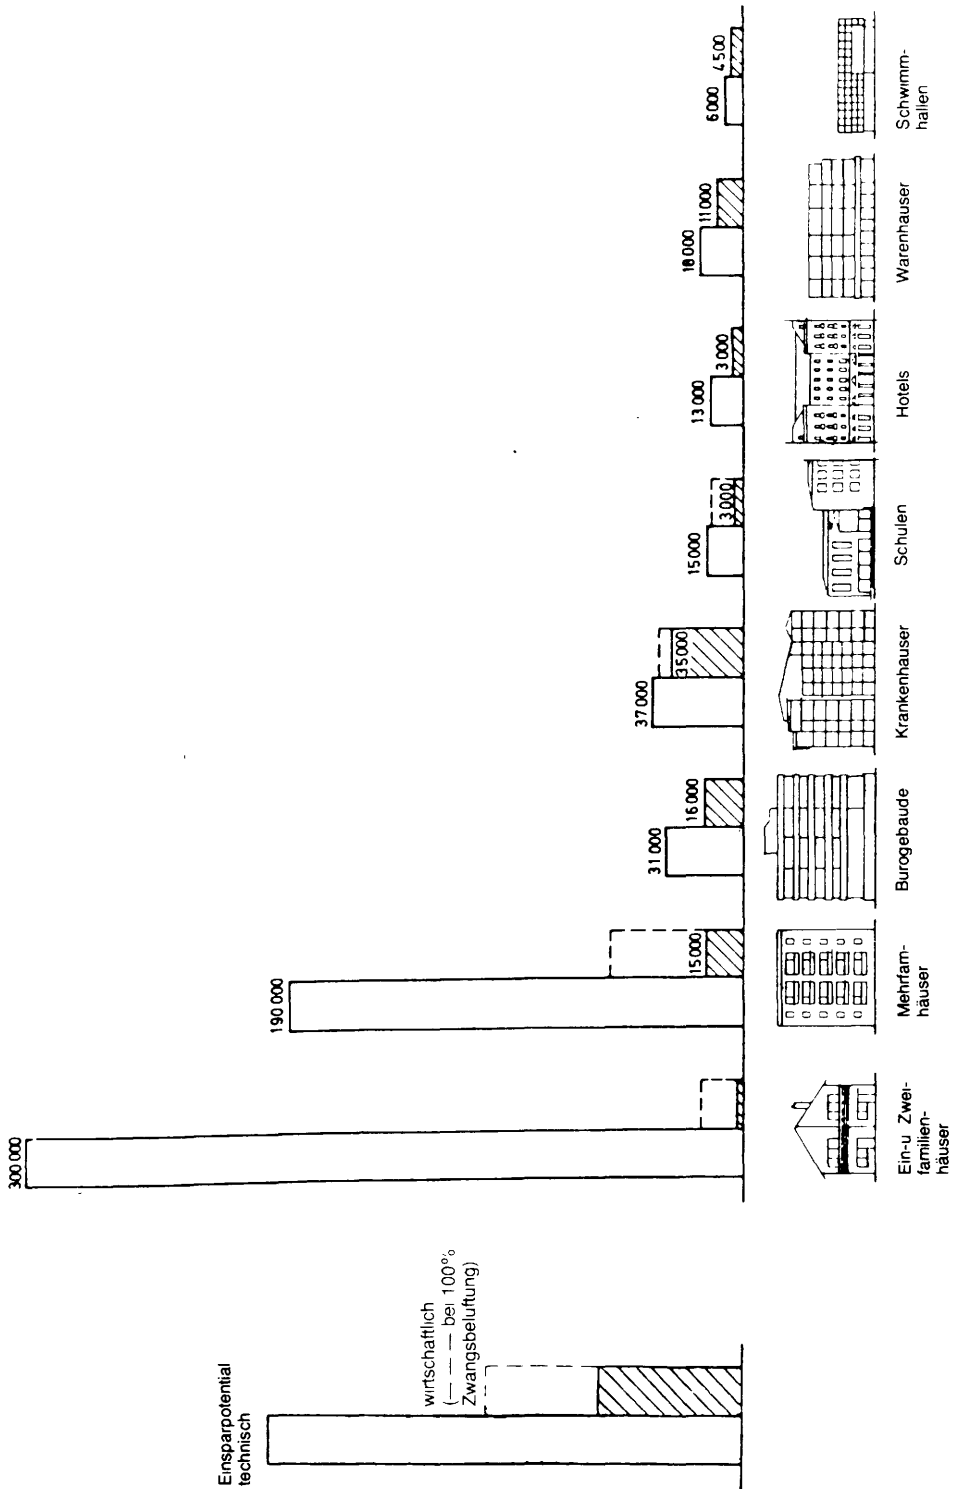 Einsparpotential
technisch
wirtschaftlich
(— — — bei 100%
Zwangsbeluftung)
300 000
190 000
15 000
31 000
16 000
37 000
35 000
15 000
3 000
13 000
3 000
18 000
11 000
6 000
4 500
Ein-u Zwei-
familien-
häuser
Mehrfam-
häuser
Burogebaude
Krankenhauser
Schulen
Hotels
Warenhauser
Schwimm-
hallen